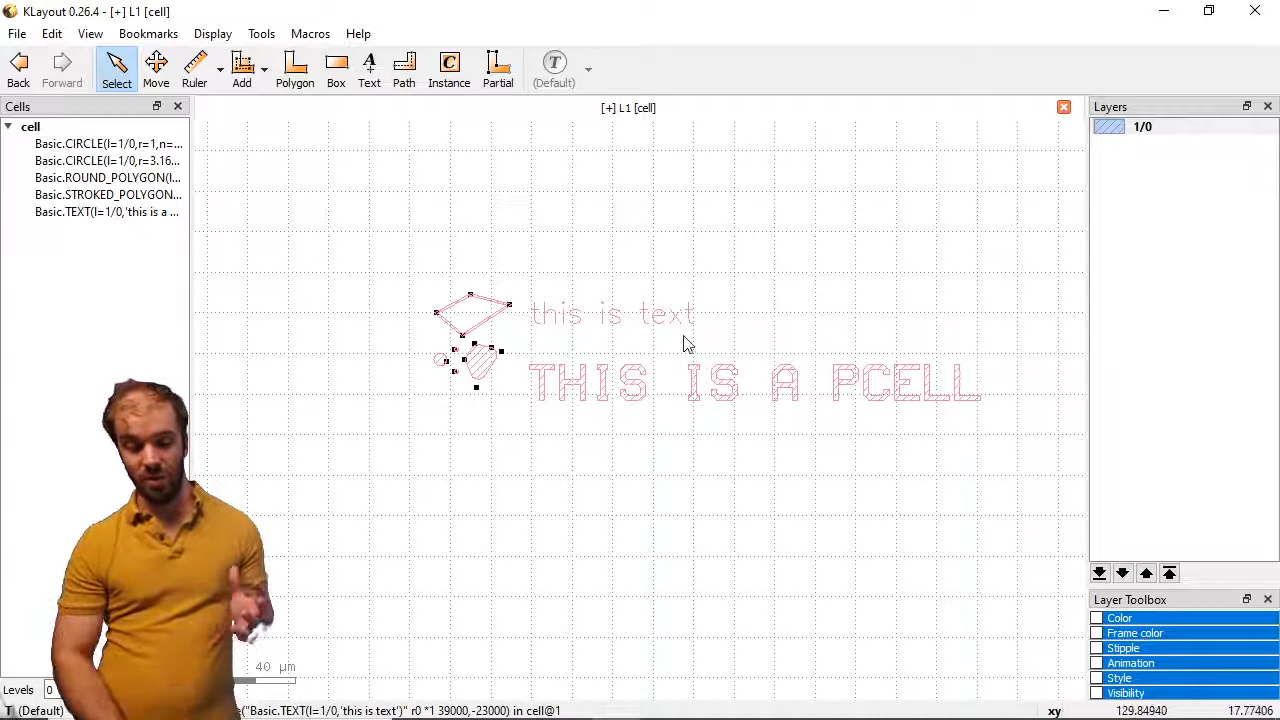 KLayout 0.26.4 - [+] L1 [cell]
File Edit View Bookmarks Display Tools Macros Help
Back Forward Select Move Ruler Add Polygon Box Text Path Instance Partial (Default)
Cells
[+] L1 [cell]
Layers
cell
1/0
Basic.CIRCLE(l=1/0,r=1,n=...
Basic.CIRCLE(l=1/0,r=3.16...
Basic.ROUND_POLYGON(l...
Basic.STROKED_POLYGON...
Basic.TEXT(l=1/0,'this is a ...
this is text
THIS IS A PCELL
Layer Toolbox
Color
Frame color
Stipple
Animation
Style
Visibility
40 µm
Levels 0
T (Default)
("Basic.TEXT(l=1/0,'this is text')" r0 *1 39000,-23000) in cell@1
xy 129.84940 17.77406